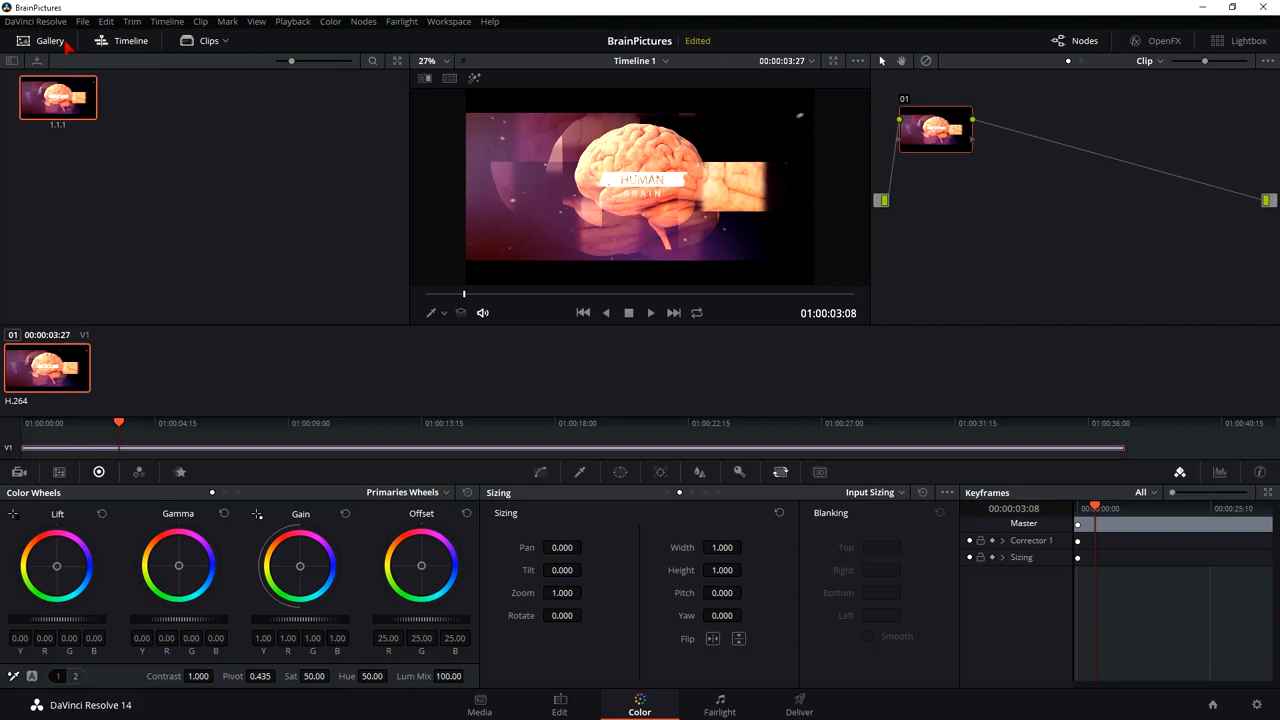 BrainPictures
DaVinci Resolve File Edit Trim Timeline Clip Mark View Playback Color Nodes Fairlight Workspace Help
Gallery Timeline Clips BrainPictures Edited Nodes OpenFX Lightbox
27% Timeline 1 00:00:03:27 Clip
1.1.1
01
HUMAN
BRAIN
01:00:03:08
01 00:00:03:27 V1
H.264
01:00:00:00 01:00:04:15 01:00:09:00 01:00:13:15 01:00:18:00 01:00:22:15 01:00:27:00 01:00:31:15 01:00:36:00 01:00:40:15
V1
Color Wheels Primaries Wheels Sizing Input Sizing Keyframes All
Lift Gamma Gain Offset Sizing Blanking 01:00:03:08 00:00:00 00:00:25:10
Master
Pan 0.000 Width 1.000 Top Corrector 1
Tilt 0.000 Height 1.000 Right Sizing
Zoom 1.000 Pitch 0.000 Bottom
Rotate 0.000 Yaw 0.000 Left
0.00 0.00 0.00 0.00 0.00 0.00 0.00 0.00 1.00 1.00 1.00 1.00 25.00 25.00 25.00 Flip Smooth
Y R G B Y R G B Y R G B R G B
A 1 2 Contrast 1.000 Pivot 0.435 Sat 50.00 Hue 50.00 Lum Mix 100.00
DaVinci Resolve 14 Media Edit Color Fairlight Deliver